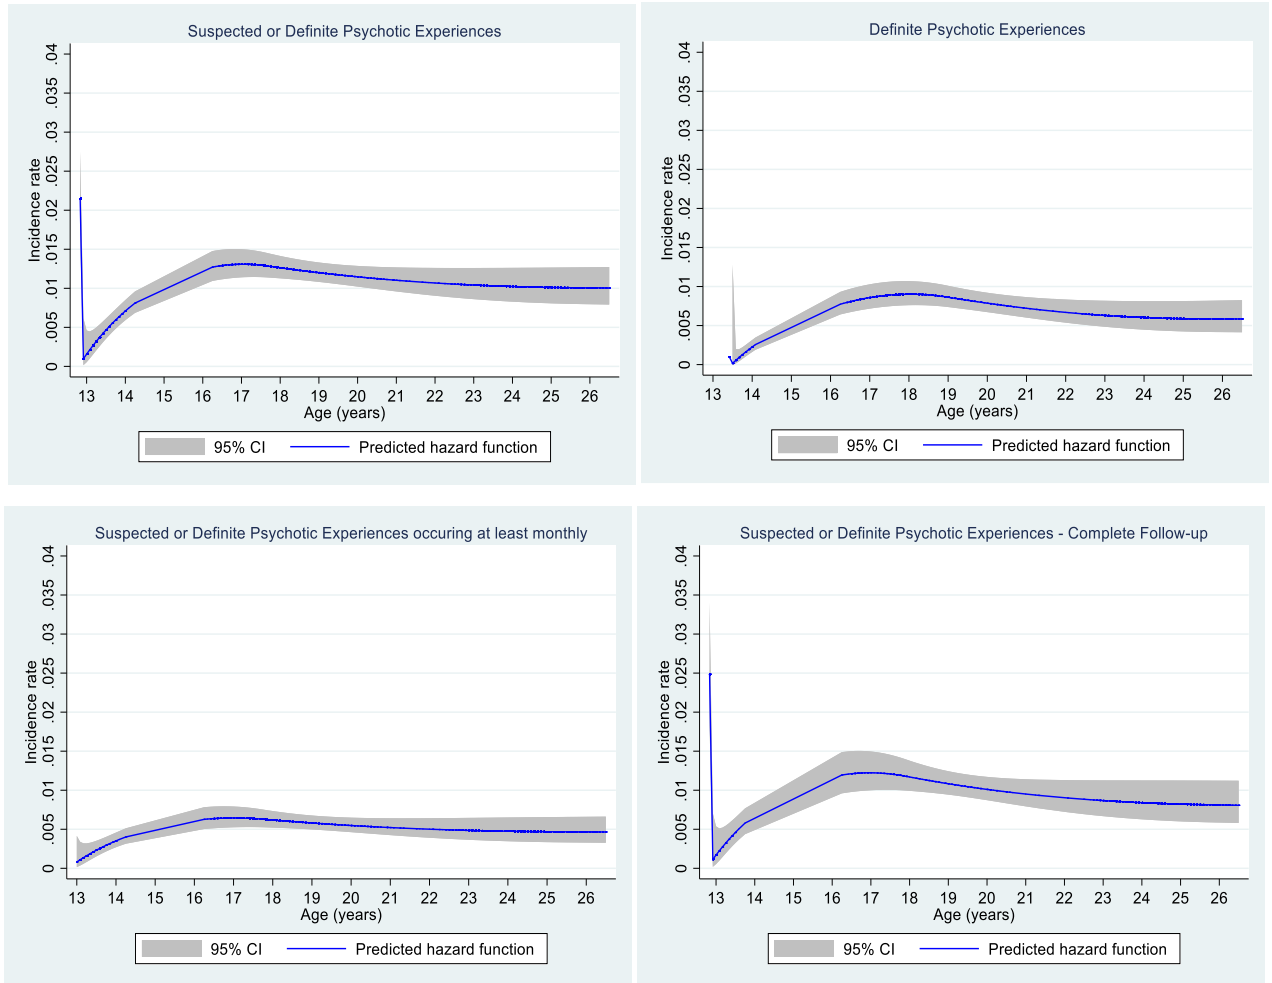 Suspected or Definite Psychotic Experiences
Incidence rate
.04
.035
.03
.025
.02
.015
.01
.005
0
13 14 15 16 17 18 19 20 21 22 23 24 25 26
Age (years)
95% CI Predicted hazard function
Definite Psychotic Experiences
Incidence rate
.04
.035
.03
.025
.02
.015
.01
.005
0
13 14 15 16 17 18 19 20 21 22 23 24 25 26
Age (years)
95% CI Predicted hazard function
Suspected or Definite Psychotic Experiences occuring at least monthly
Incidence rate
.04
.035
.03
.025
.02
.015
.01
.005
0
13 14 15 16 17 18 19 20 21 22 23 24 25 26
Age (years)
95% CI Predicted hazard function
Suspected or Definite Psychotic Experiences - Complete Follow-up
Incidence rate
.04
.035
.03
.025
.02
.015
.01
.005
0
13 14 15 16 17 18 19 20 21 22 23 24 25 26
Age (years)
95% CI Predicted hazard function